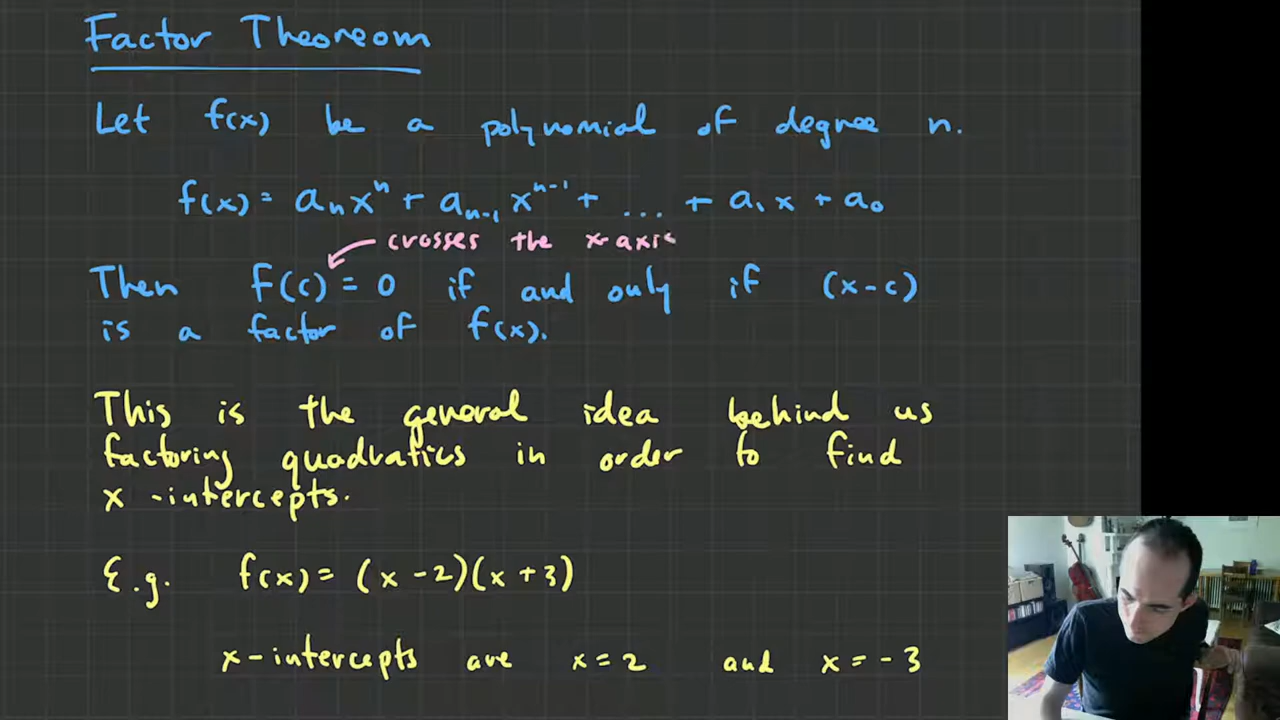 Factor Theoreom
Let f(x) be a polynomial of degree n.
f(x) = aₙxⁿ + aₙ₋₁xⁿ⁻¹ + ... + a₁x + a₀
crosses the x-axis
Then f(c) = 0 if and only if (x-c)
is a factor of f(x).
This is the general idea behind us
factoring quadratics in order to find
x-intercepts.
E.g. f(x) = (x-2)(x+3)
x-intercepts are x=2 and x=-3